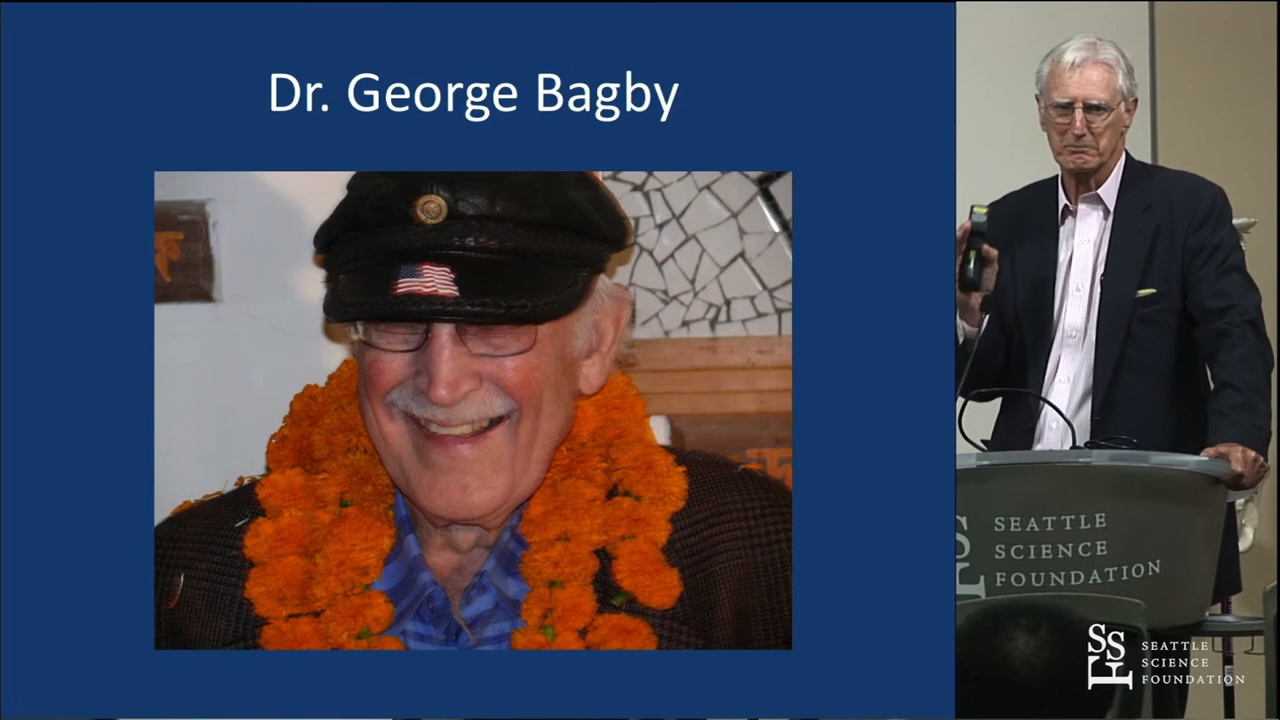 Dr. George Bagby
SEATTLE
SCIENCE
FOUNDATION
SEATTLE
SCIENCE
FOUNDATION